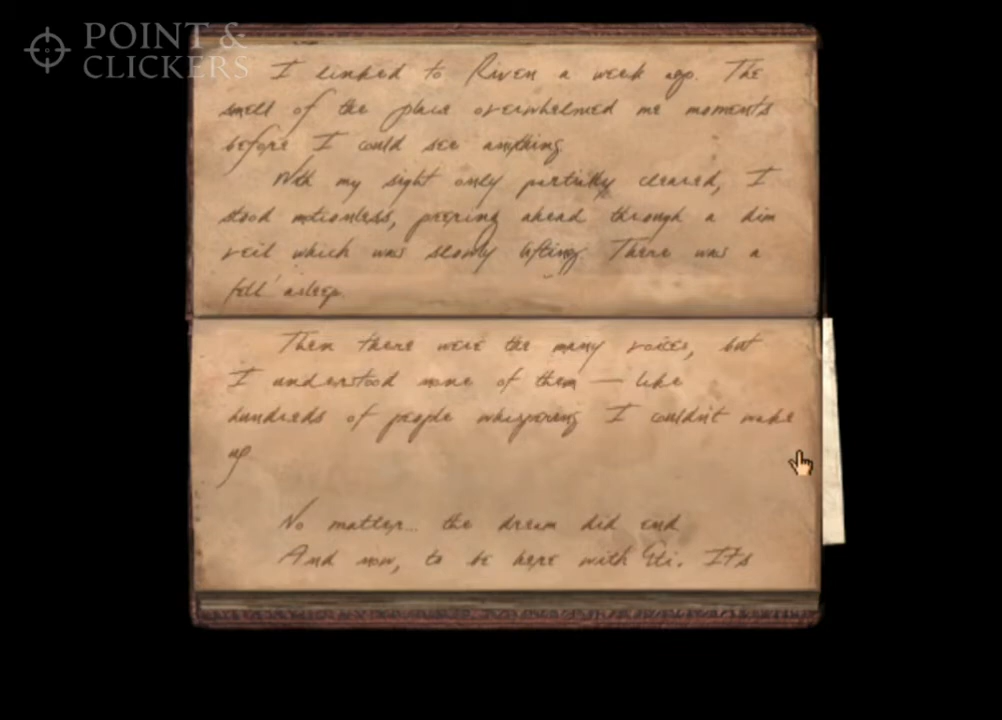 POINT &
CLICKERS
I linked to Riven a week ago. The
smell of the place overwhelmed me moments
before I could see anything.
With my sight only partially cleared, I
stood motionless, peering ahead through a dim
veil which was slowly lifting. There was a
fell asleep.
Then there were the many voices, but
I understood none of them — like
hundreds of people whispering. I couldn't wake
up.
No matter... the dream did end.
And now, to be here with Gti. It's